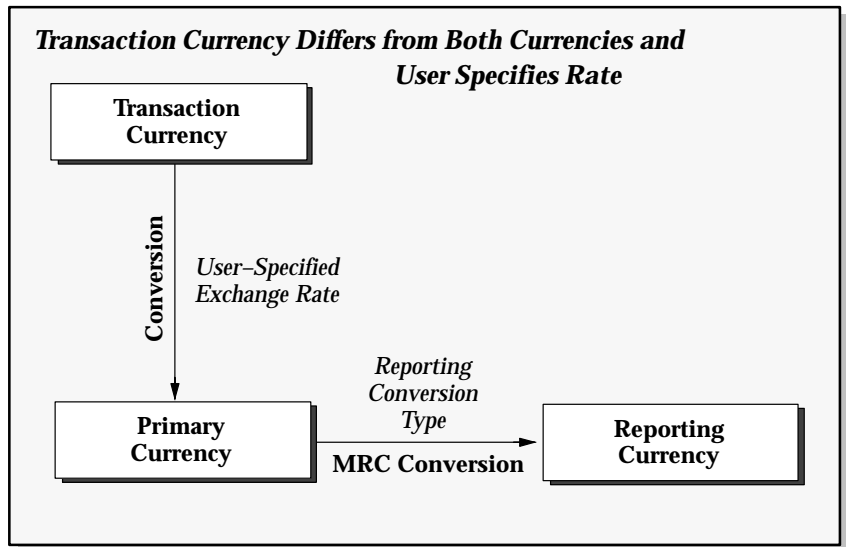 Transaction Currency Differs from Both Currencies and
User Specifies Rate
Transaction
Currency
Conversion
User–Specified
Exchange Rate
Reporting
Conversion
Type
Primary
Currency
MRC Conversion
Reporting
Currency